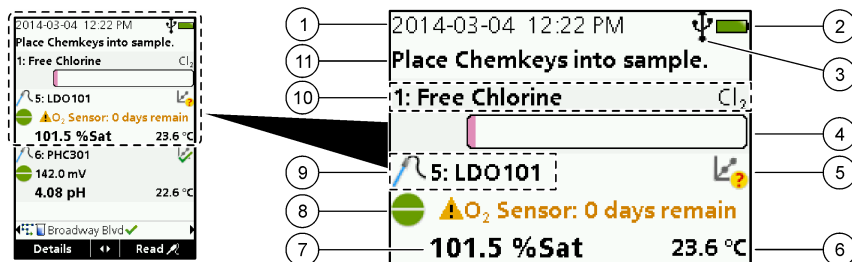 2014-03-04 12:22 PM
Place Chemkeys into sample.
1: Free Chlorine Cl₂
5: LDO101
O₂ Sensor: 0 days remain
101.5 %Sat 23.6 °C
6: PHC301
142.0 mV
4.08 pH 22.6 °C
Broadway Blvd
Details Read
1
11
10
9
8
7
2014-03-04 12:22 PM
Place Chemkeys into sample.
1: Free Chlorine Cl₂
5: LDO101
?
O₂ Sensor: 0 days remain
101.5 %Sat 23.6 °C
2
3
4
5
6